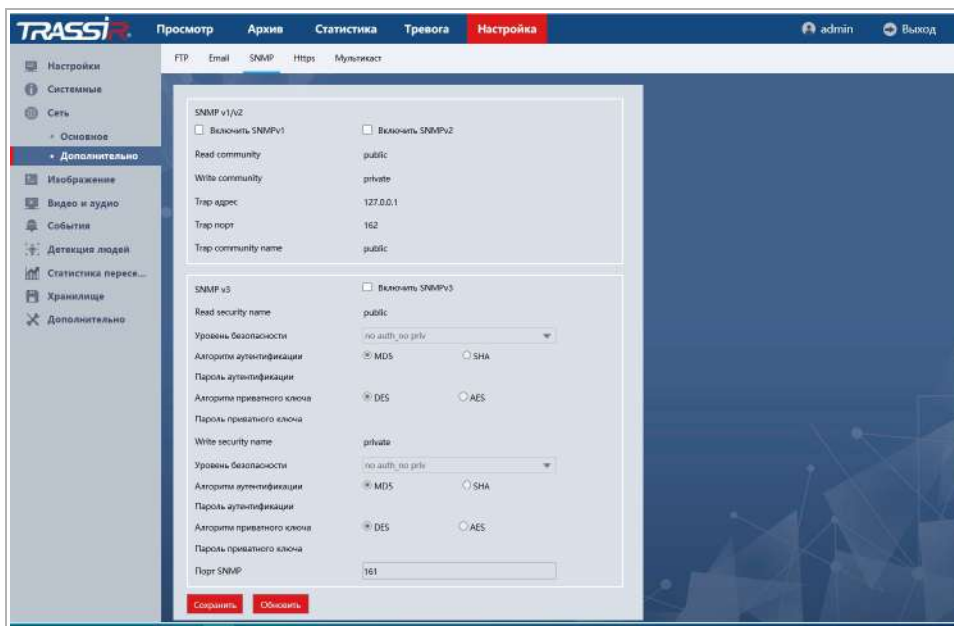 TRASSIR
Просмотр Архив Статистика Тревога Настройка admin Выход
FTP Email SNMP Https Мультикаст
Настройки
Системные
Сеть
Основное
Дополнительно
Изображение
Видео и аудио
События
Детекция людей
Статистика пересе...
Хранилище
Дополнительно
SNMP v1/v2
Включить SNMPv1 Включить SNMPv2
Read community public
Write community private
Trap адрес 127.0.0.1
Trap порт 162
Trap community name public
SNMP v3 Включить SNMPv3
Read security name public
Уровень безопасности no auth_no priv
Алгоритм аутентификации MD5 SHA
Пароль аутентификации
Алгоритм приватного ключа DES AES
Пароль приватного ключа
Write security name private
Уровень безопасности no auth_no priv
Алгоритм аутентификации MD5 SHA
Пароль аутентификации
Алгоритм приватного ключа DES AES
Пароль приватного ключа
Порт SNMP 161
Сохранить Обновить